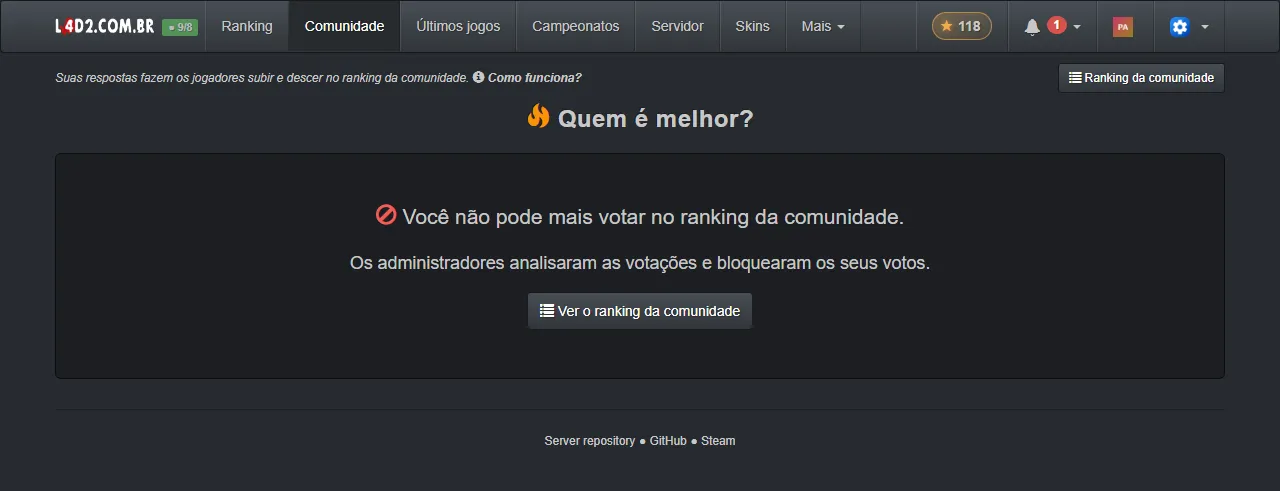 L4D2.COM.BR 9/8 Ranking Comunidade Últimos jogos Campeonatos Servidor Skins Mais 118 1 PA
Suas respostas fazem os jogadores subir e descer no ranking da comunidade. Como funciona? Ranking da comunidade
Quem é melhor?
Você não pode mais votar no ranking da comunidade.
Os administradores analisaram as votações e bloquearam os seus votos.
Ver o ranking da comunidade
Server repository ● GitHub ● Steam